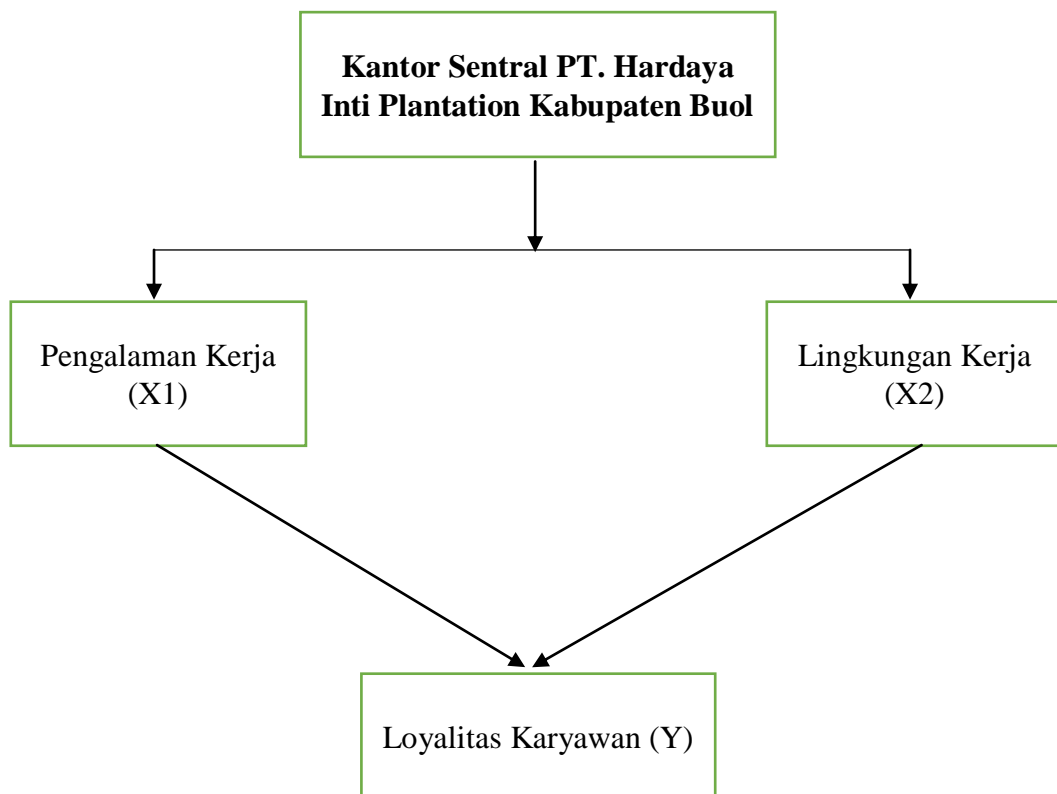 Kantor Sentral PT. Hardaya
Inti Plantation Kabupaten Buol
Pengalaman Kerja
(X1)
Lingkungan Kerja
(X2)
Loyalitas Karyawan (Y)